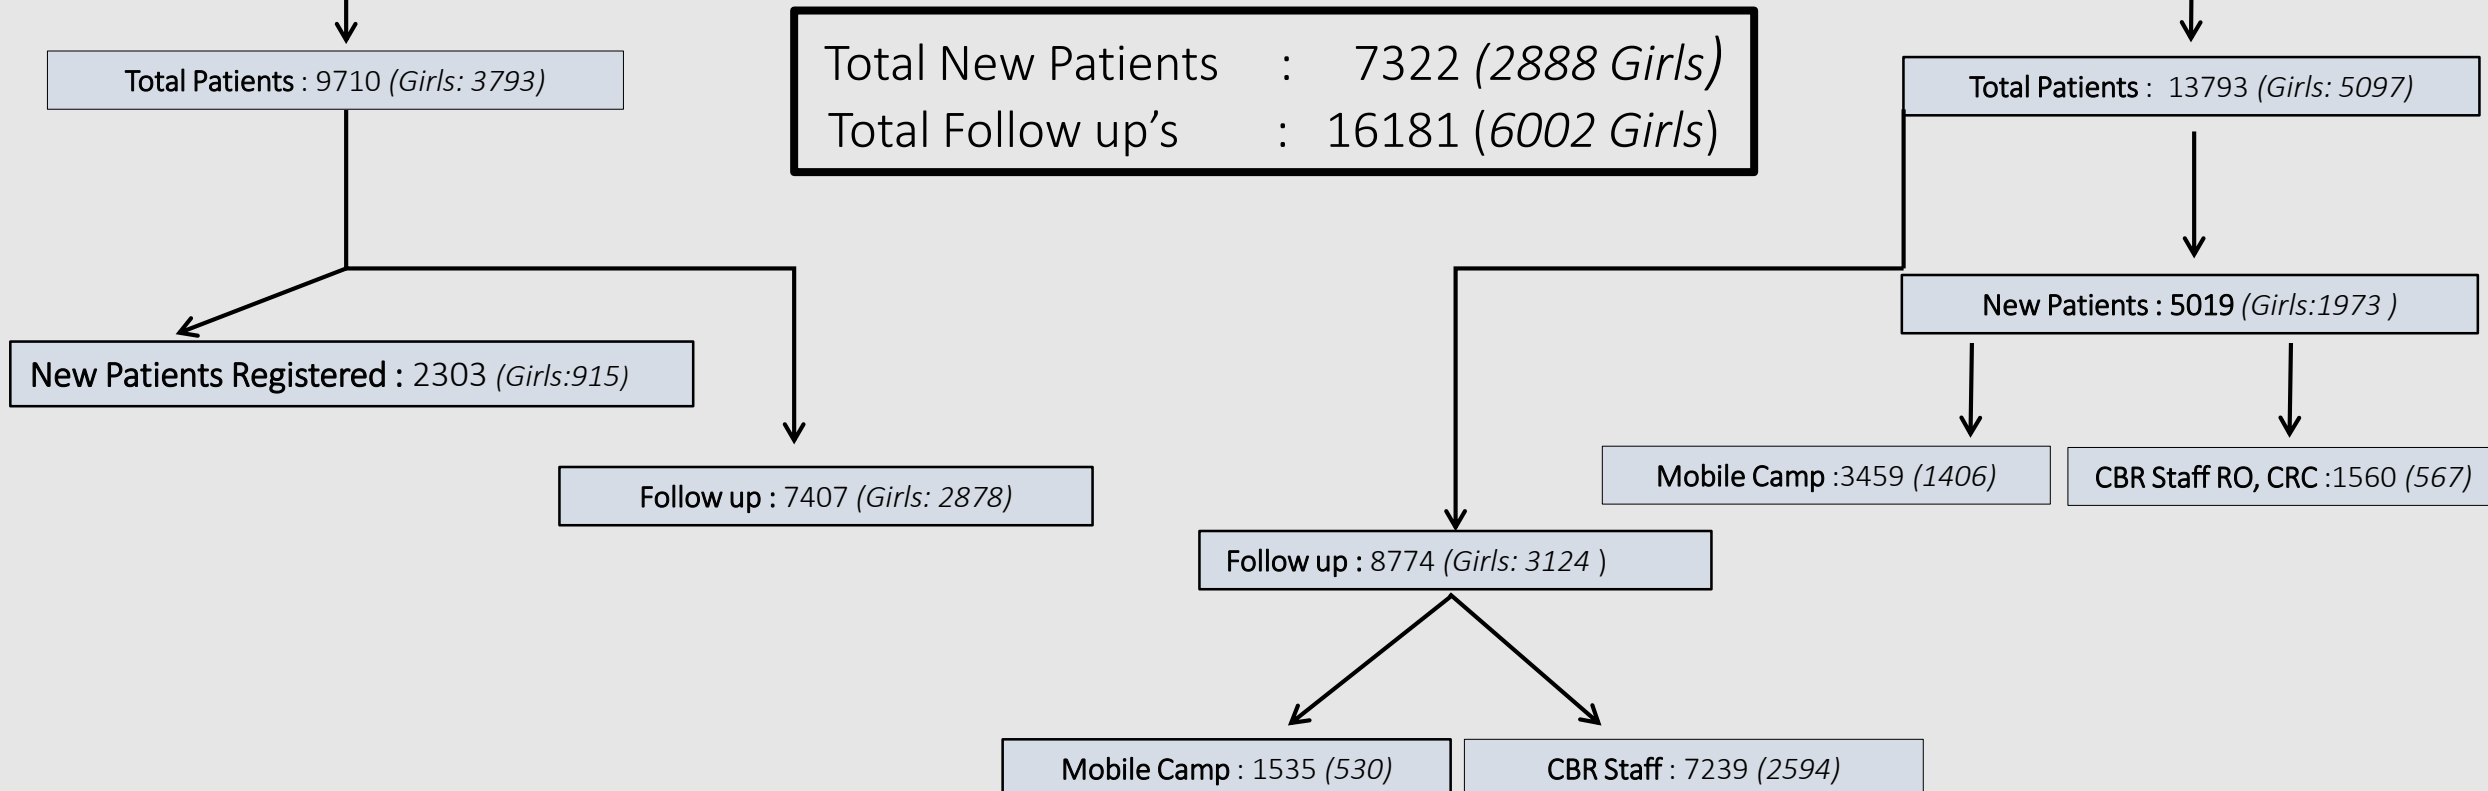 Total New Patients : 7322 (2888 Girls)
Total Follow up’s : 16181 (6002 Girls)
Total Patients : 9710 (Girls: 3793)
New Patients Registered : 2303 (Girls:915)
Follow up : 7407 (Girls: 2878)
Total Patients : 13793 (Girls: 5097)
New Patients : 5019 (Girls:1973 )
Mobile Camp :3459 (1406)
CBR Staff RO, CRC :1560 (567)
Follow up : 8774 (Girls: 3124 )
Mobile Camp : 1535 (530)
CBR Staff : 7239 (2594)